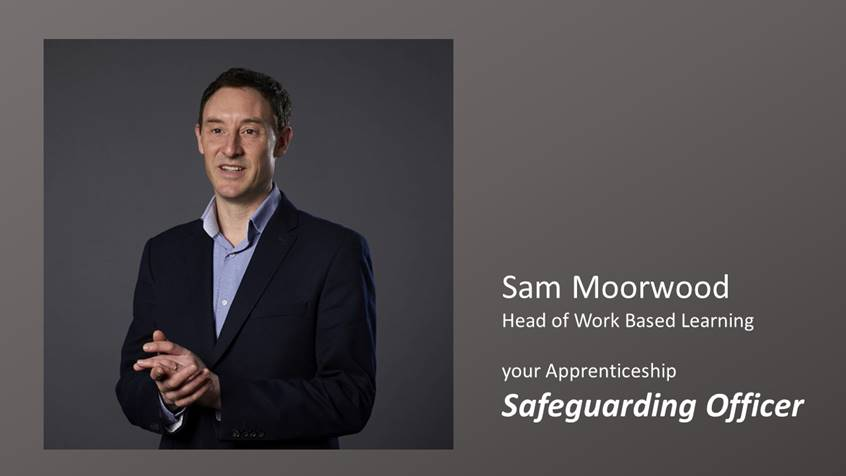 Sam Moorwood
Head of Work Based Learning
your Apprenticeship
Safeguarding Officer